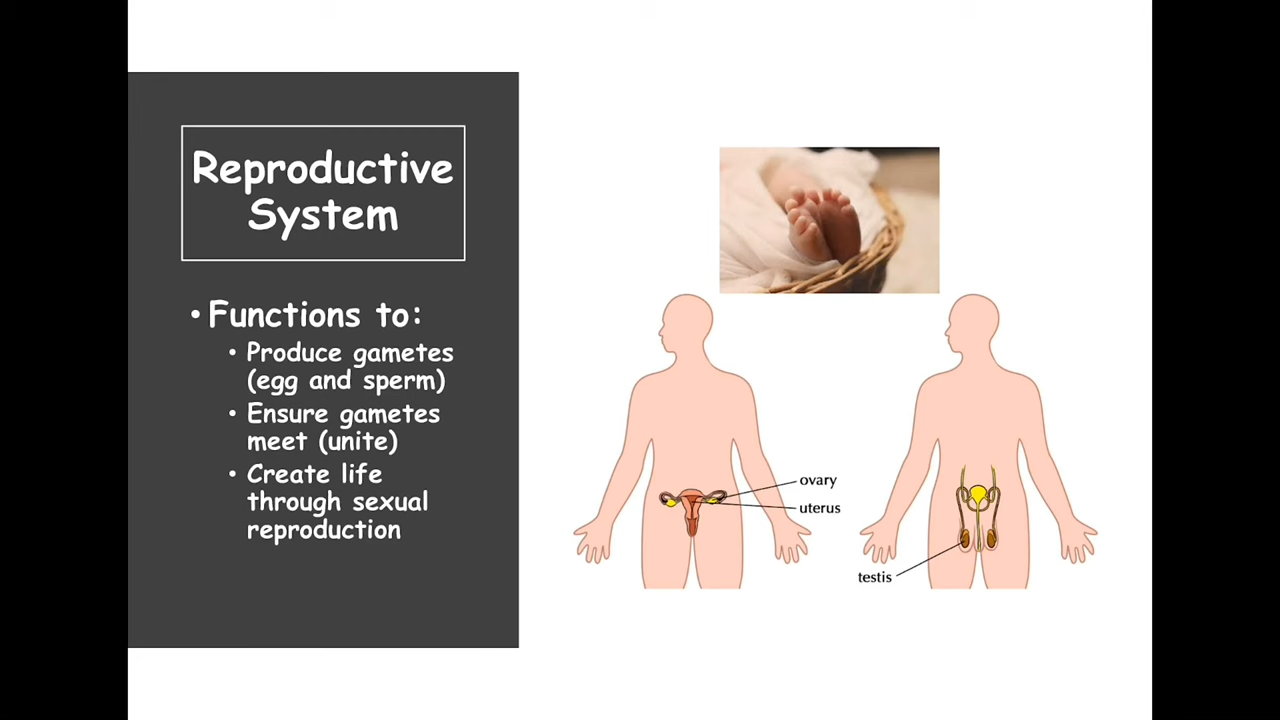 Reproductive
System
• Functions to:
• Produce gametes
(egg and sperm)
• Ensure gametes
meet (unite)
• Create life
through sexual
reproduction
ovary
uterus
testis